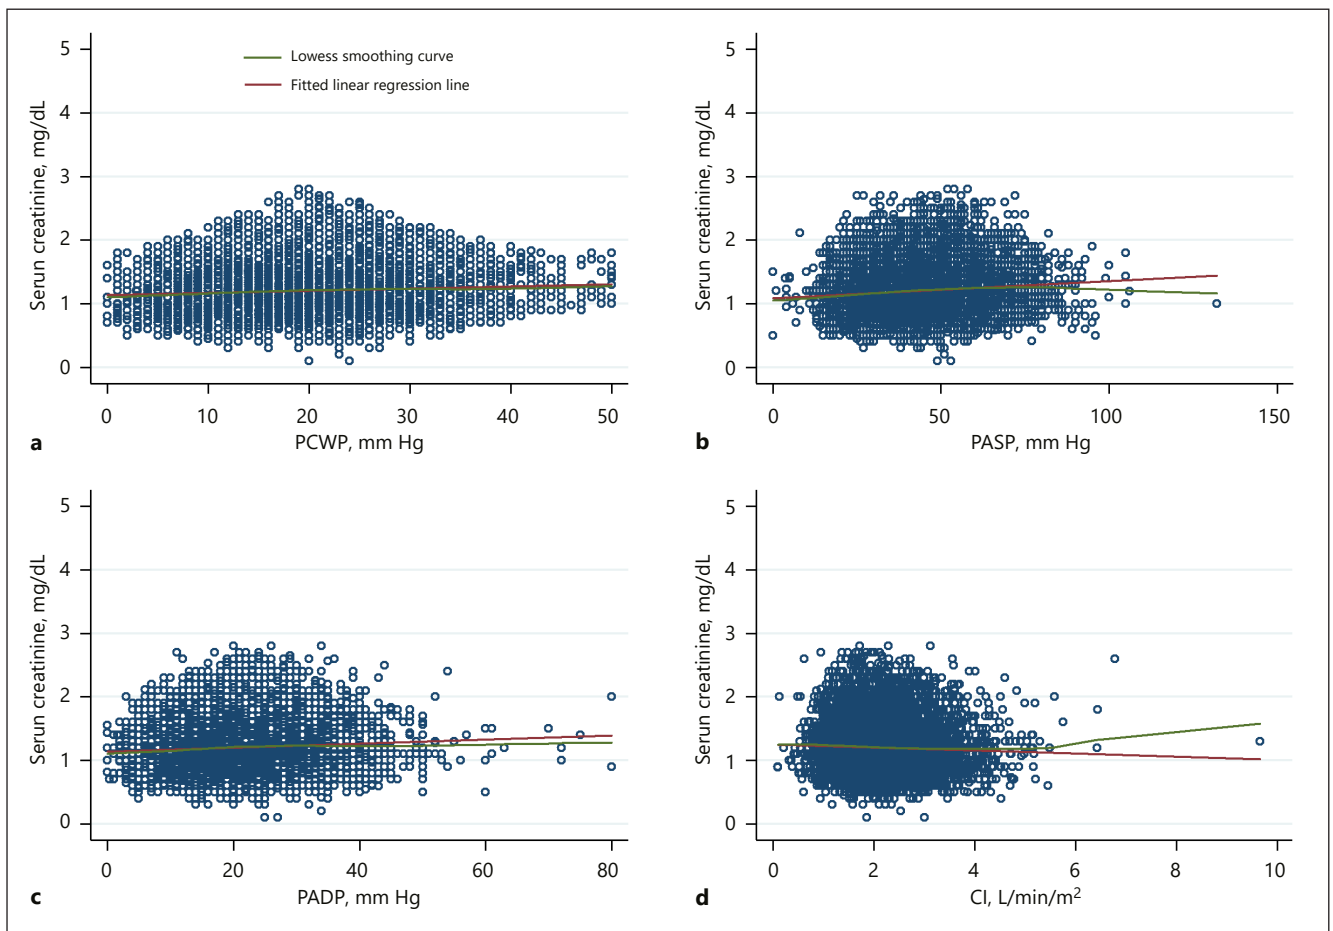 5
4
3
2
1
0
Serun creatinine, mg/dL
Lowess smoothing curve
Fitted linear regression line
0 10 20 30 40 50
PCWP, mm Hg
a
5
4
3
2
1
0
Serun creatinine, mg/dL
0 50 100 150
PASP, mm Hg
b
5
4
3
2
1
0
Serun creatinine, mg/dL
0 20 40 60 80
PADP, mm Hg
c
5
4
3
2
1
0
Serun creatinine, mg/dL
0 2 4 6 8 10
CI, L/min/m²
d